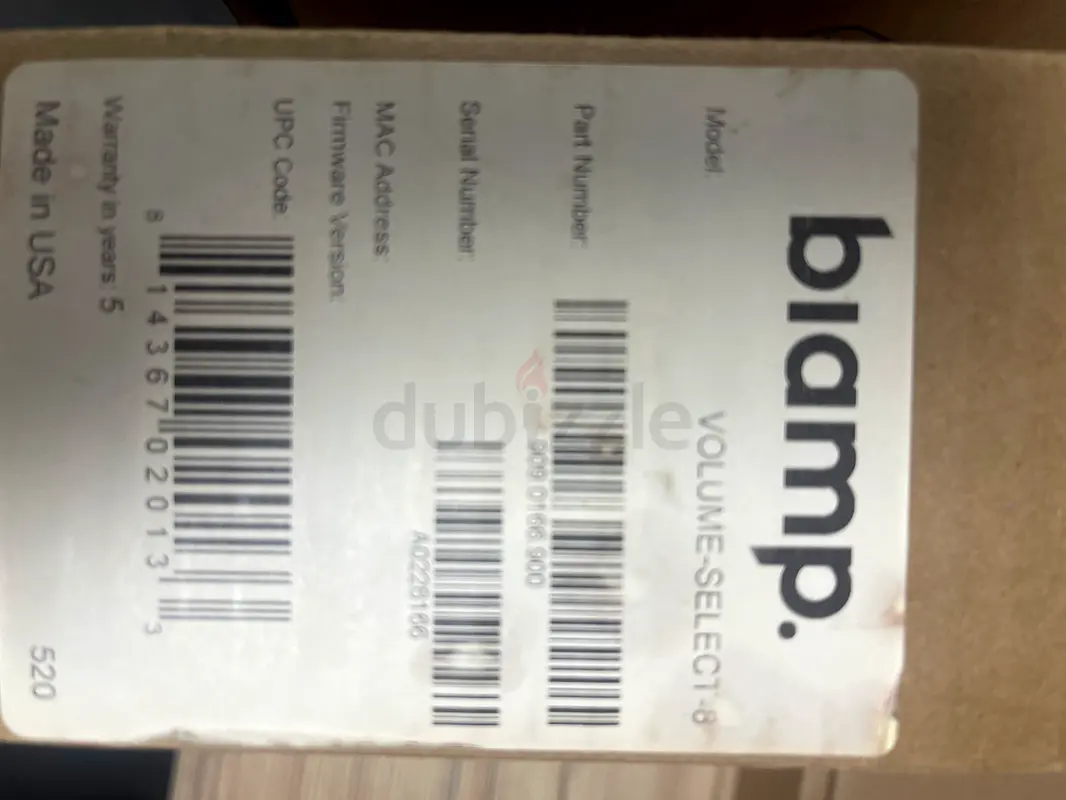 biamp.
Model: VOLUME-SELECT-8
Part Number:
909.0166.900
Serial Number:
A0228166
MAC Address:
Firmware Version:
UPC Code:
8 14367 02013 3
Warranty in years: 5
Made in USA 520
dubizzle